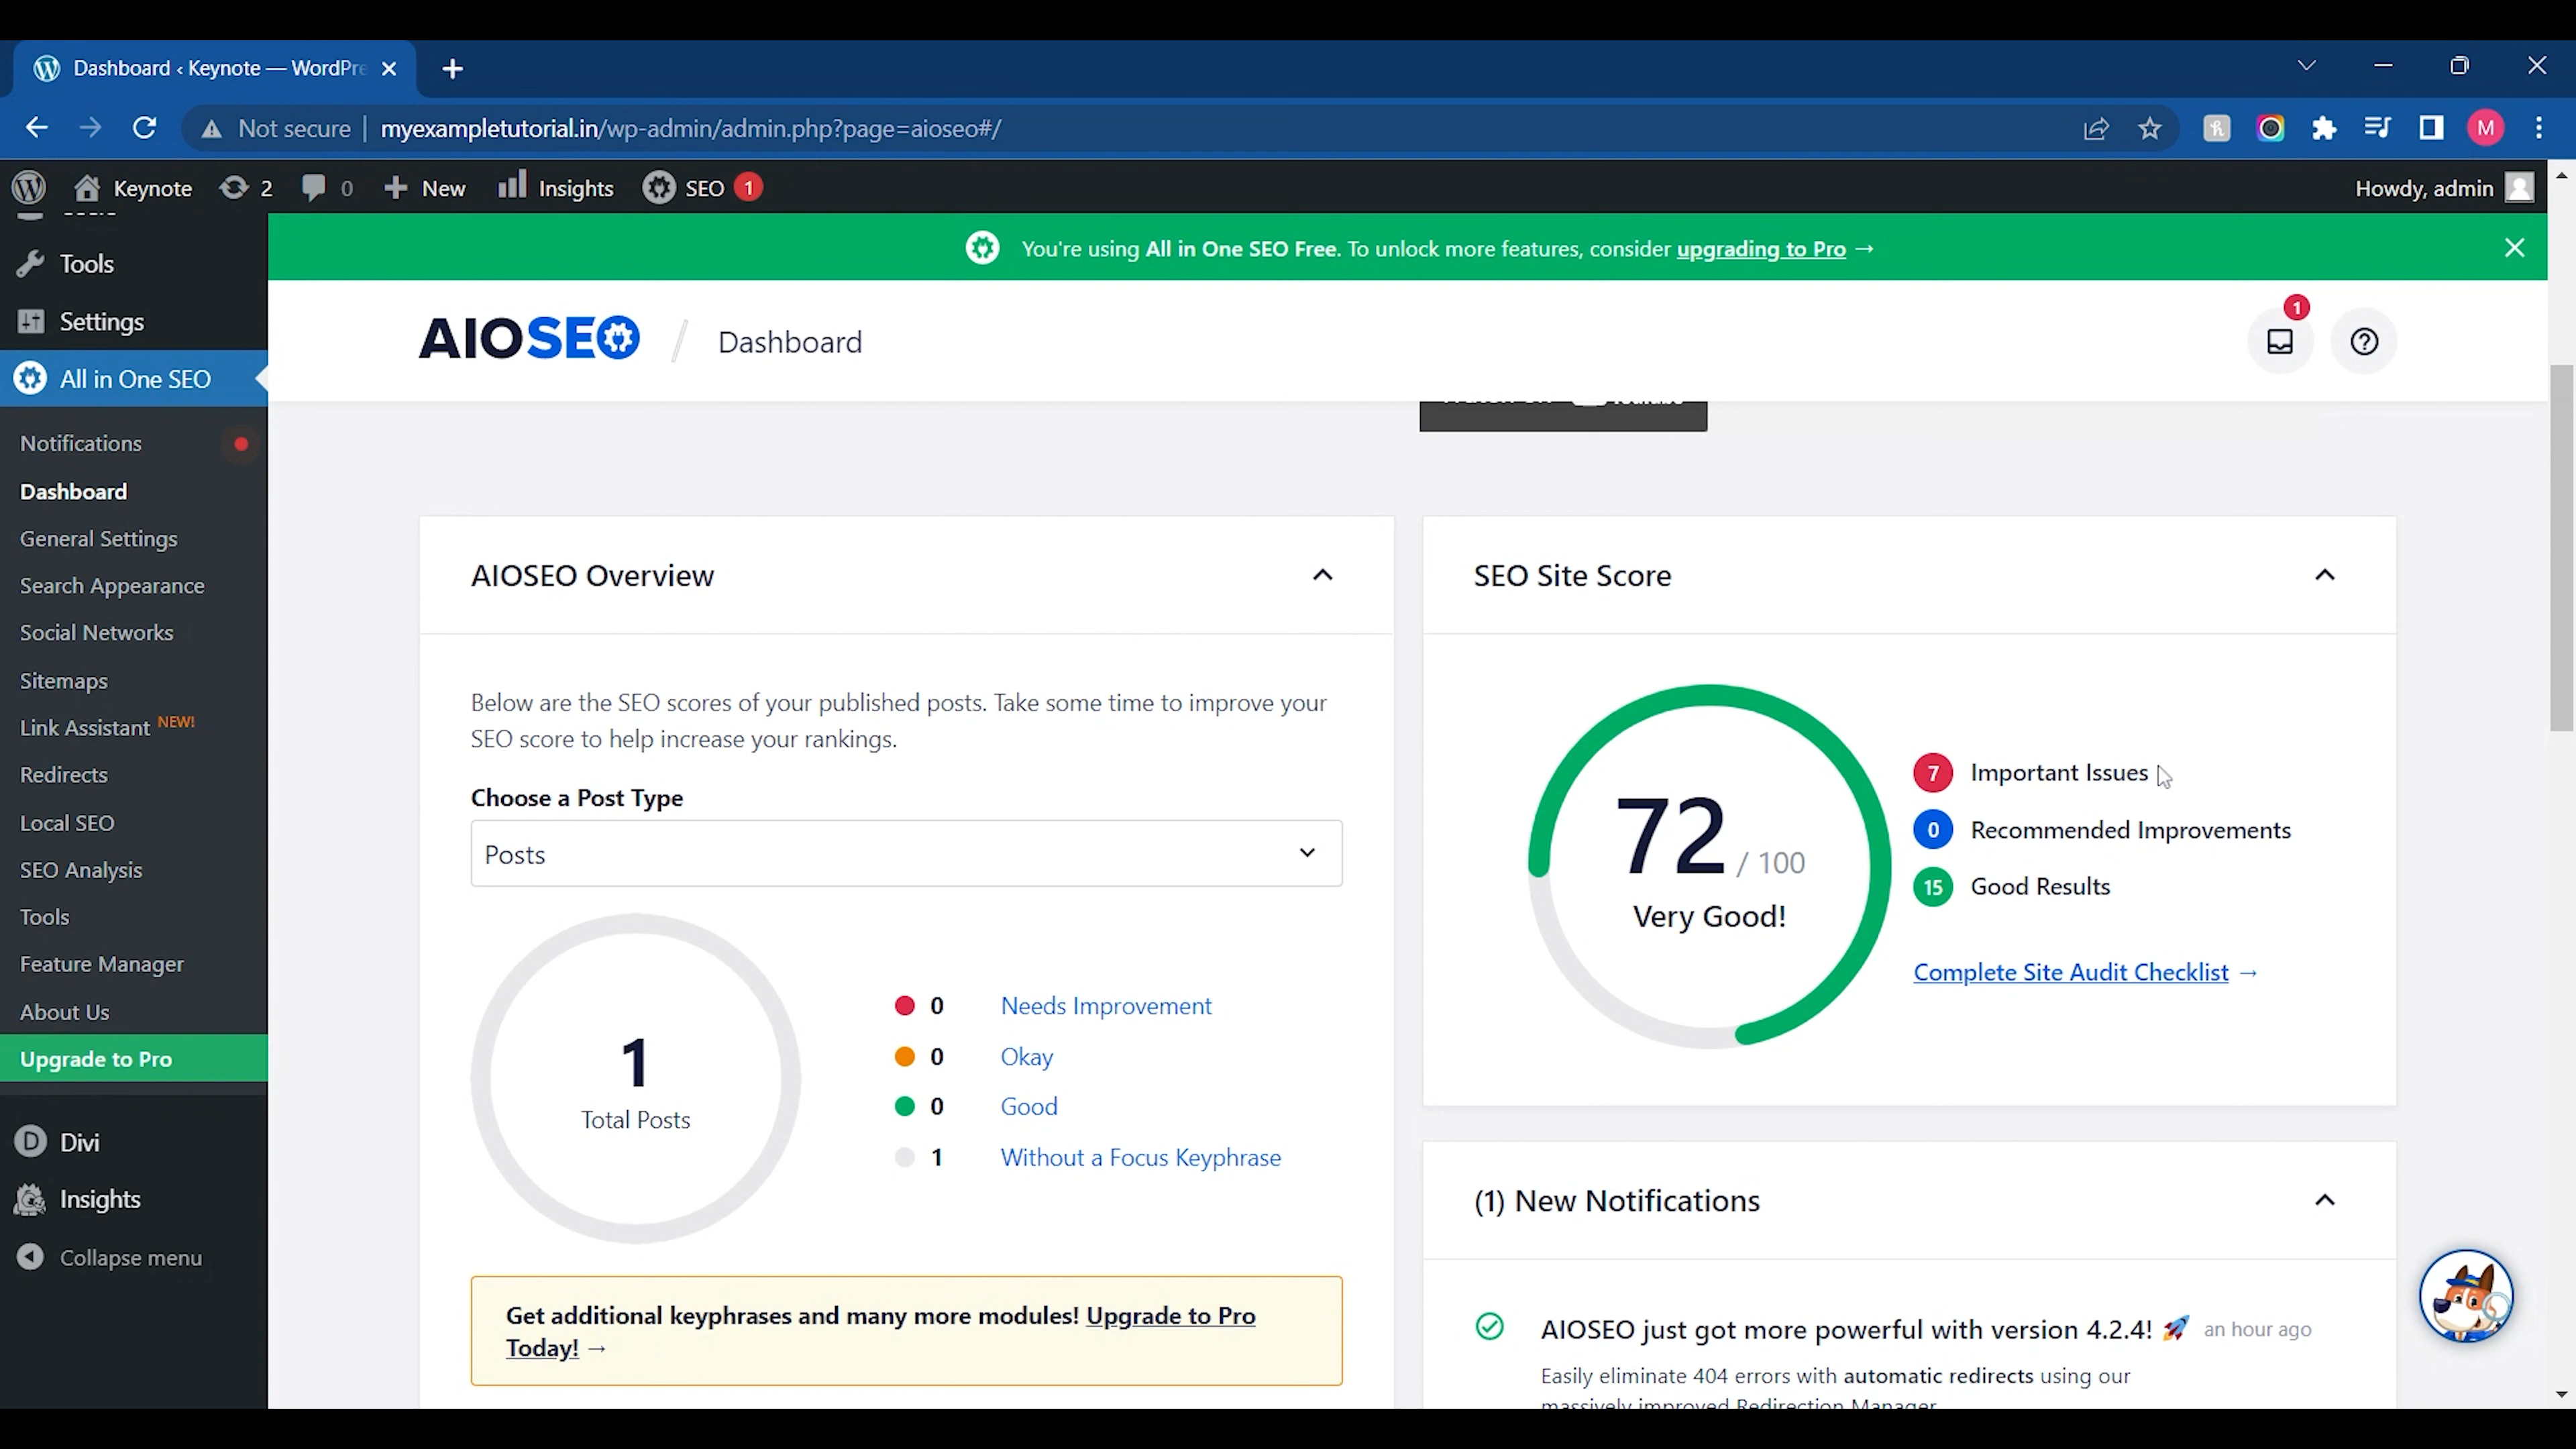 Dashboard ‹ Keynote — WordPre
Not secure
myexampletutorial.in/wp-admin/admin.php?page=aioseo#/
M
Keynote
2
0
New
Insights
SEO 1
Howdy, admin
You're using All in One SEO Free. To unlock more features, consider upgrading to Pro →
Tools
Settings
All in One SEO
Notifications
Dashboard
General Settings
Search Appearance
Social Networks
Sitemaps
Link Assistant NEW!
Redirects
Local SEO
SEO Analysis
Tools
Feature Manager
About Us
Upgrade to Pro
Divi
Insights
Collapse menu
AIOSEO / Dashboard
1
AIOSEO Overview
Below are the SEO scores of your published posts. Take some time to improve your
SEO score to help increase your rankings.
Choose a Post Type
Posts
1
Total Posts
0 Needs Improvement
0 Okay
0 Good
1 Without a Focus Keyphrase
Get additional keyphrases and many more modules! Upgrade to Pro
Today! →
SEO Site Score
72 / 100
Very Good!
7 Important Issues
0 Recommended Improvements
15 Good Results
Complete Site Audit Checklist →
(1) New Notifications
AIOSEO just got more powerful with version 4.2.4! 🚀 an hour ago
Easily eliminate 404 errors with automatic redirects using our
massively improved Redirection Manager